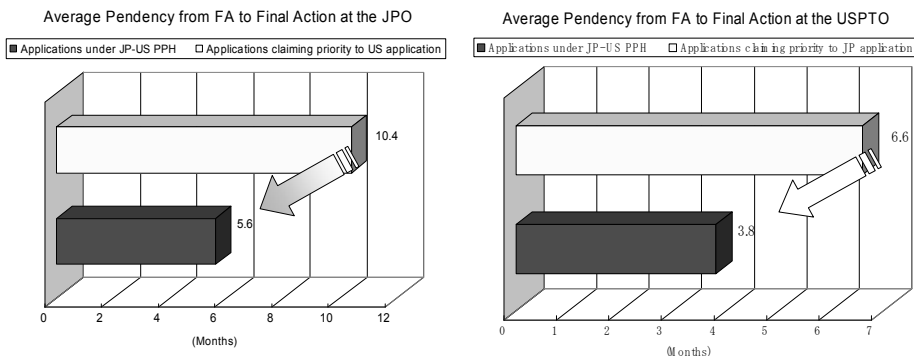 Average Pendency from FA to Final Action at the JPO
Applications under JP-US PPH Applications claiming priority to US application
10.4
5.6
0 2 4 6 8 10 12
(Months)
Average Pendency from FA to Final Action at the USPTO
Applications under JP-US PPH Applications claiming priority to JP application
6.6
3.8
0 1 2 3 4 5 6 7
(Months)